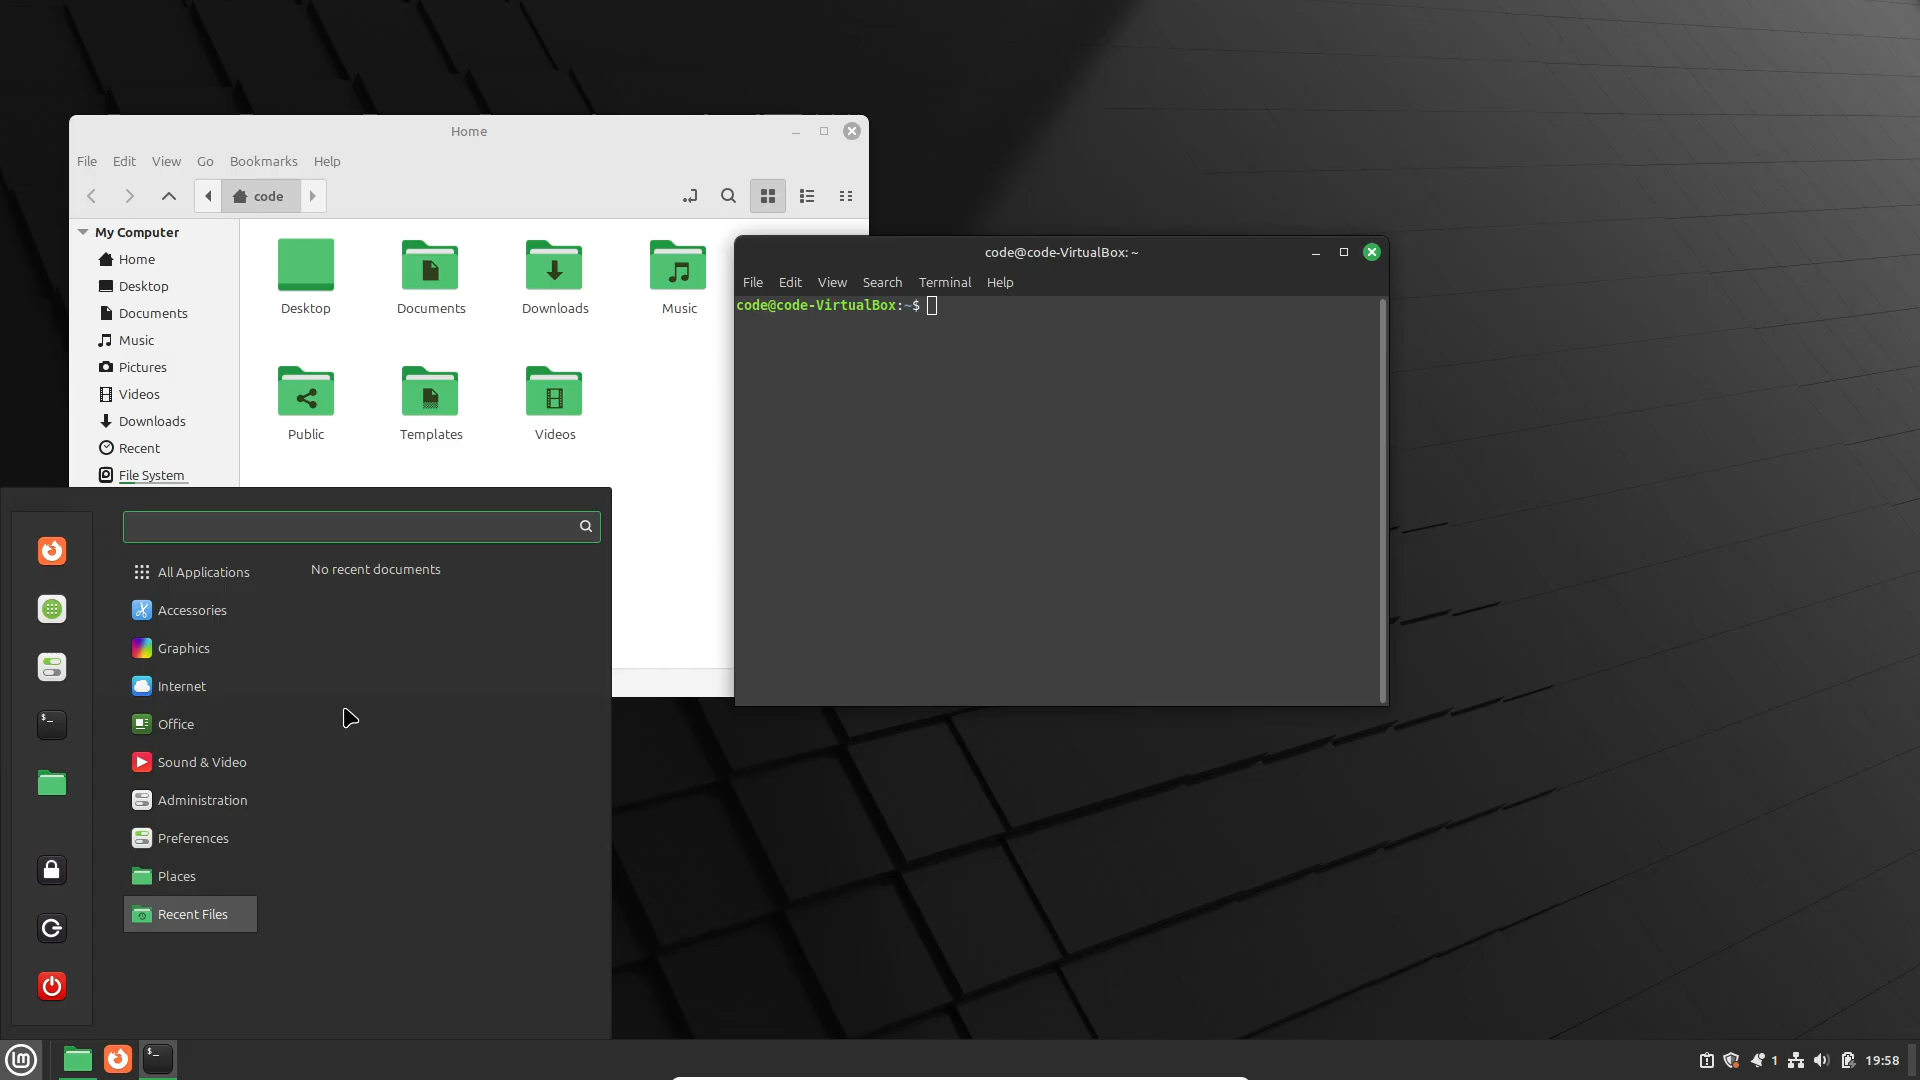 Home
File Edit View Go Bookmarks Help
code
My Computer
Home
Desktop
Documents
Music
Pictures
Videos
Downloads
Recent
File System
Desktop
Documents
Downloads
Music
Public
Templates
Videos
code@code-VirtualBox: ~
File Edit View Search Terminal Help
code@code-VirtualBox:~$
All Applications
Accessories
Graphics
Internet
Office
Sound & Video
Administration
Preferences
Places
Recent Files
No recent documents
$_
lm
$_
1
19:58